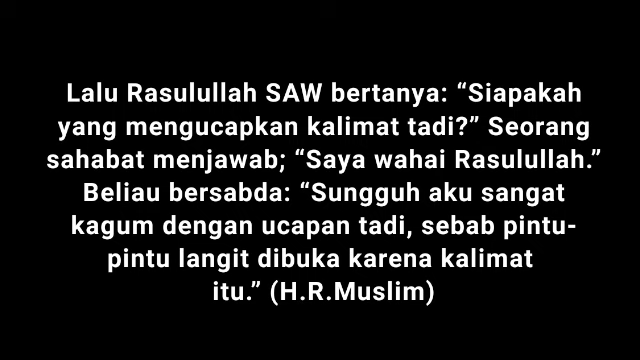 Lalu Rasulullah SAW bertanya: “Siapakah
yang mengucapkan kalimat tadi?” Seorang
sahabat menjawab; “Saya wahai Rasulullah.”
Beliau bersabda: “Sungguh aku sangat
kagum dengan ucapan tadi, sebab pintu-
pintu langit dibuka karena kalimat
itu.” (H.R.Muslim)